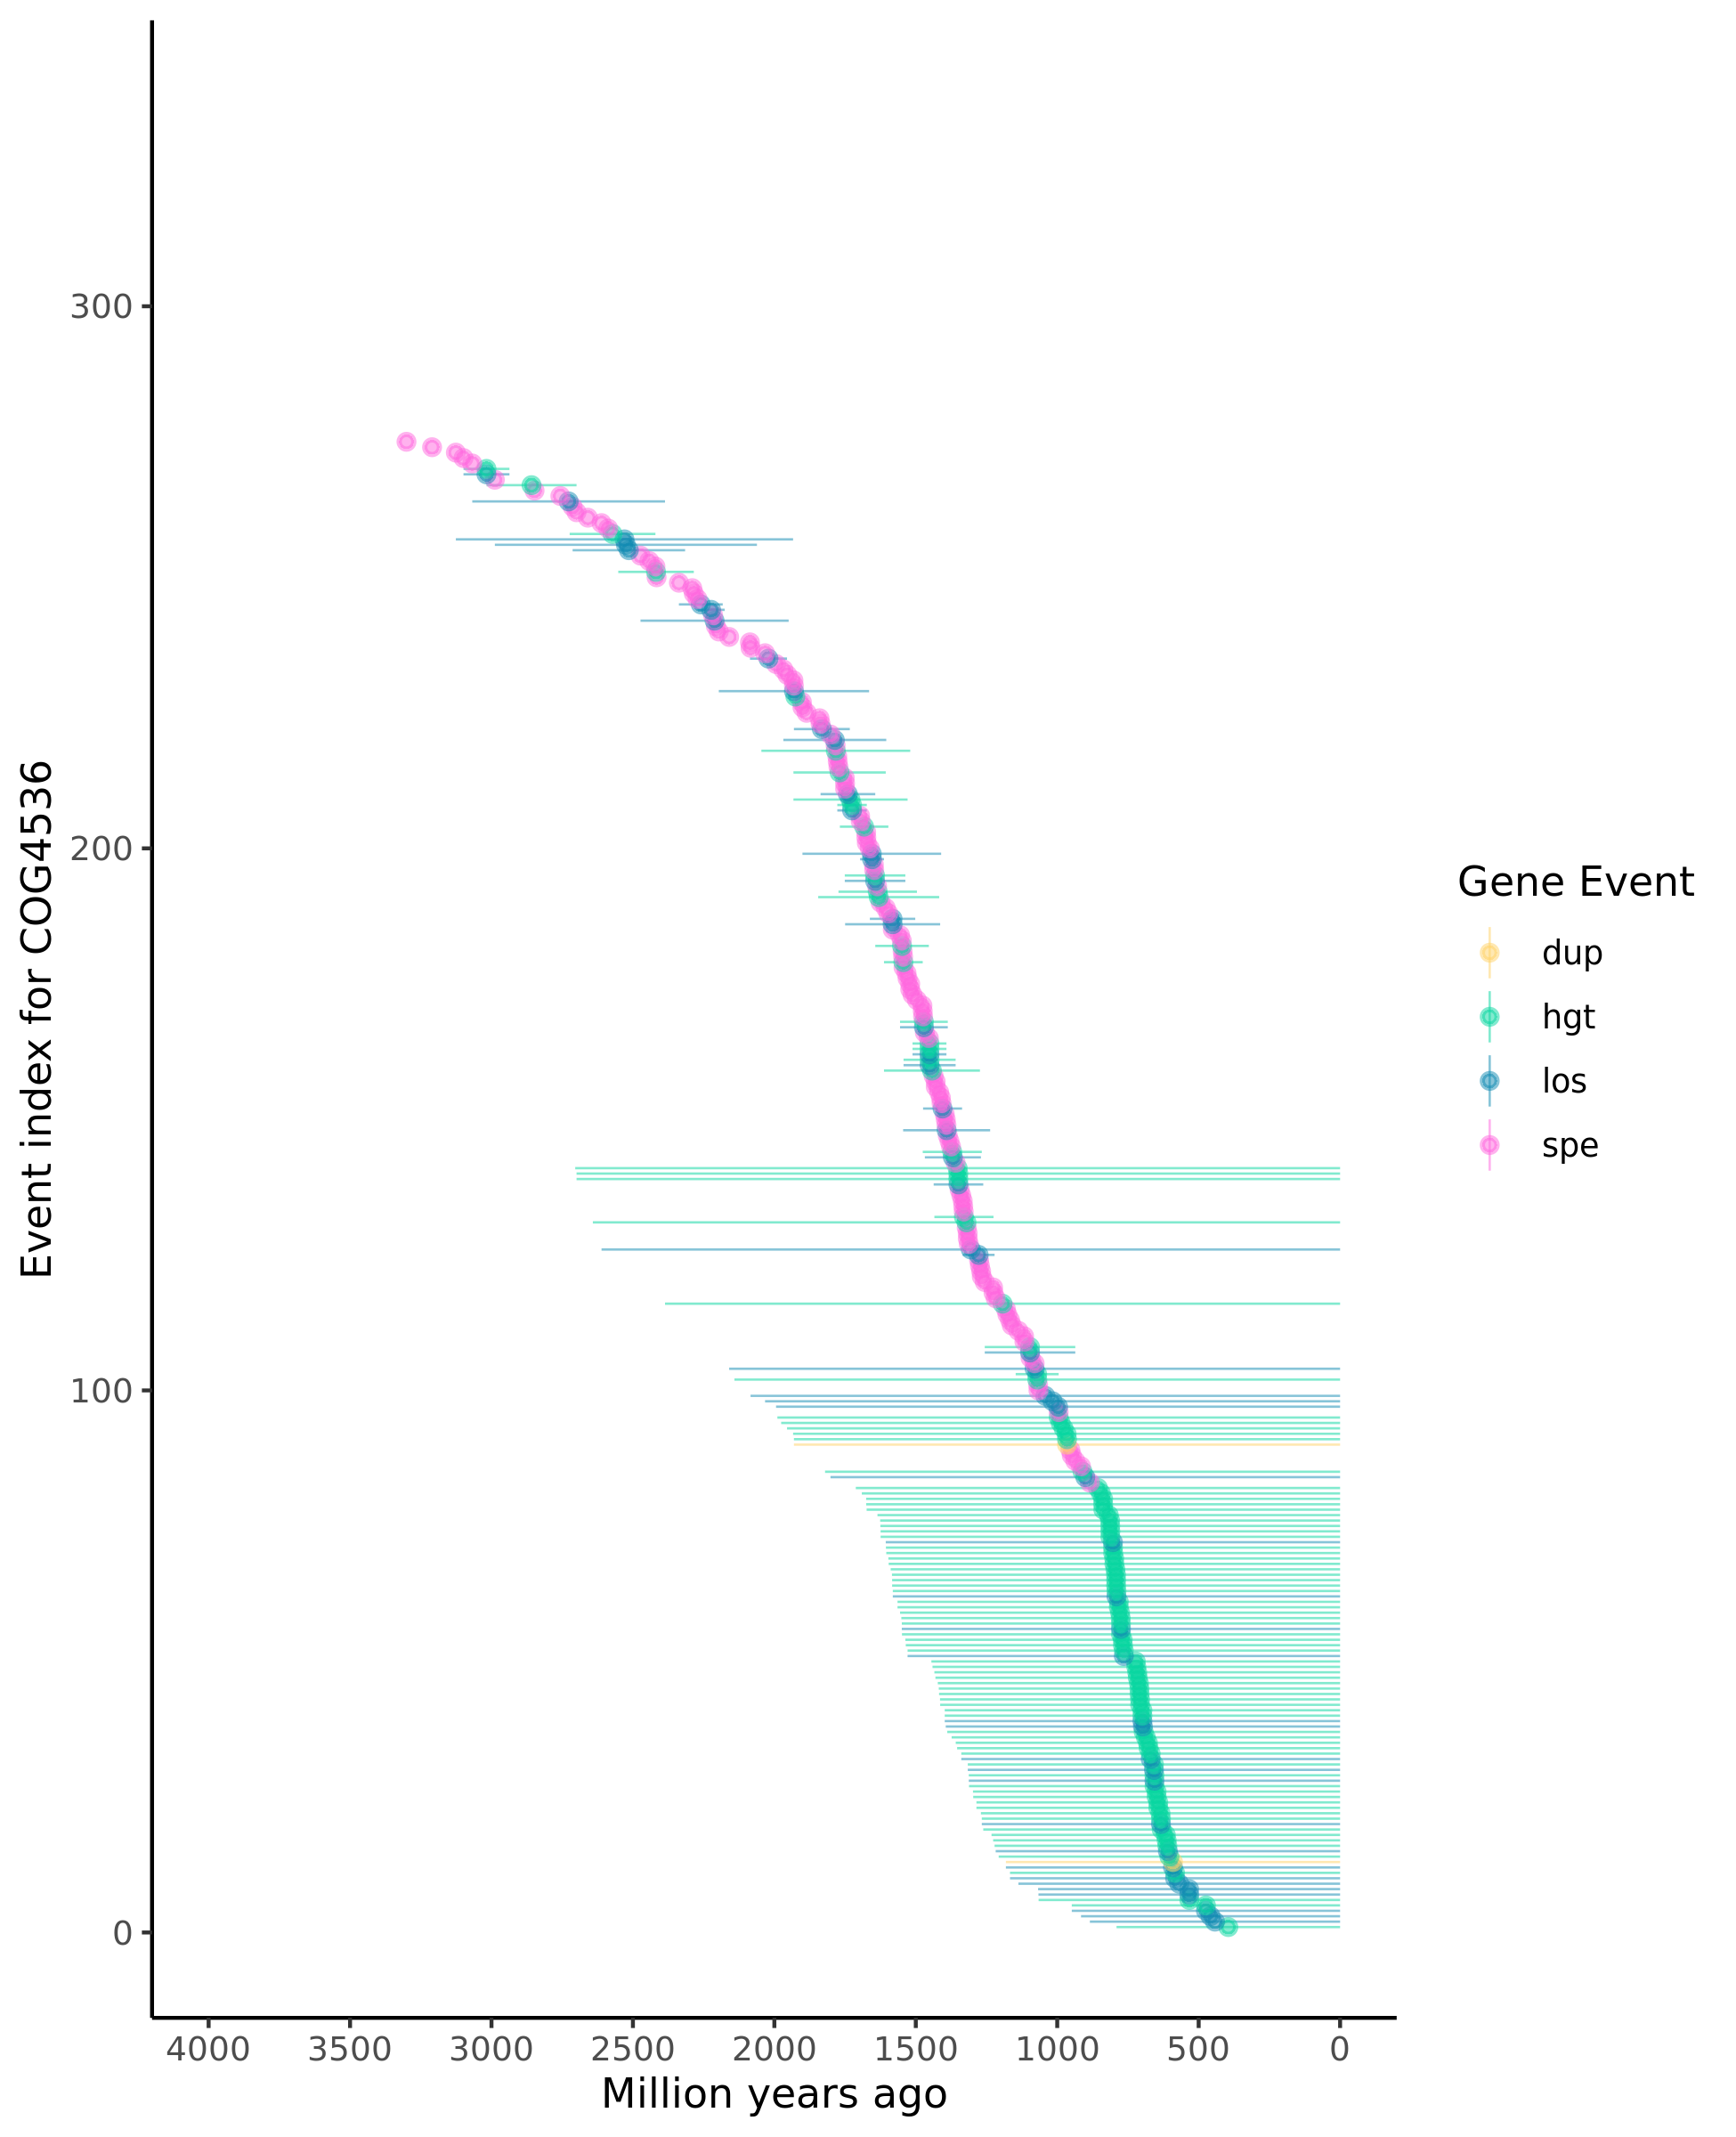 Event index for COG4536
300
200
100
0
4000 3500 3000 2500 2000 1500 1000 500 0
Million years ago
Gene Event
dup
hgt
los
spe